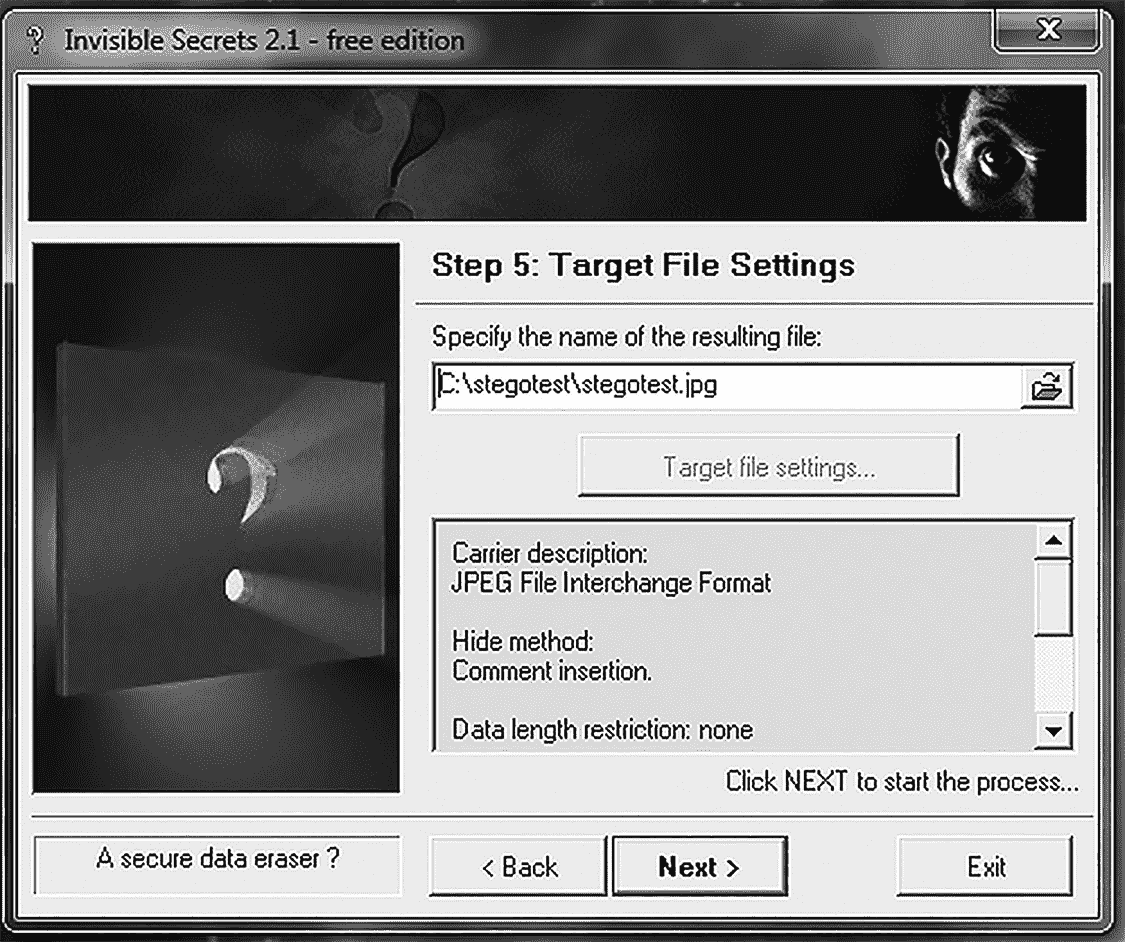 Invisible Secrets 2.1 - free edition
Step 5: Target File Settings
Specify the name of the resulting file:
C:\stegotest\stegotest.jpg
Target file settings...
Carrier description:
JPEG File Interchange Format
Hide method:
Comment insertion.
Data length restriction: none
Click NEXT to start the process...
A secure data eraser ?
< Back
Next >
Exit